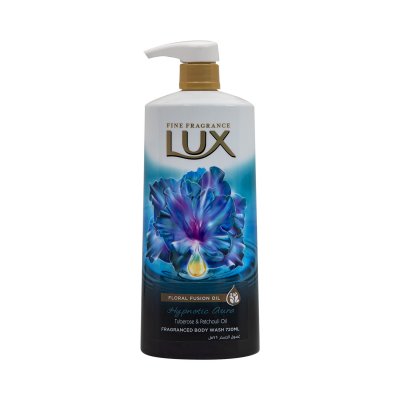 FINE FRAGRANCE
LUX
FLORAL FUSION OIL
Hypnotic Aura
Tuberose & Patchouli Oil
FRAGRANCED BODY WASH 720ML